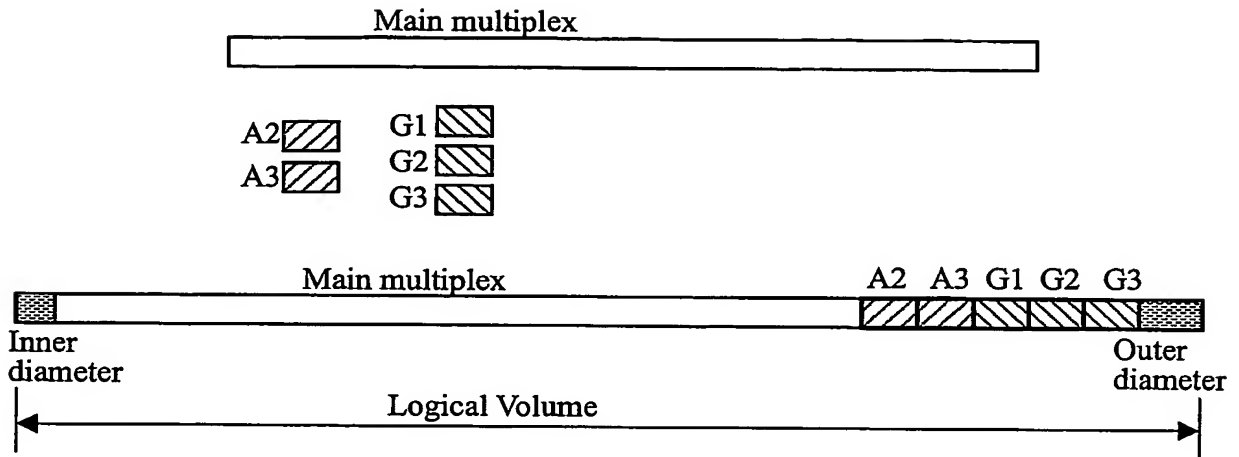 Main multiplex
A2
A3
G1
G2
G3
Main multiplex
A2 A3 G1 G2 G3
Inner
diameter
Outer
diameter
Logical Volume